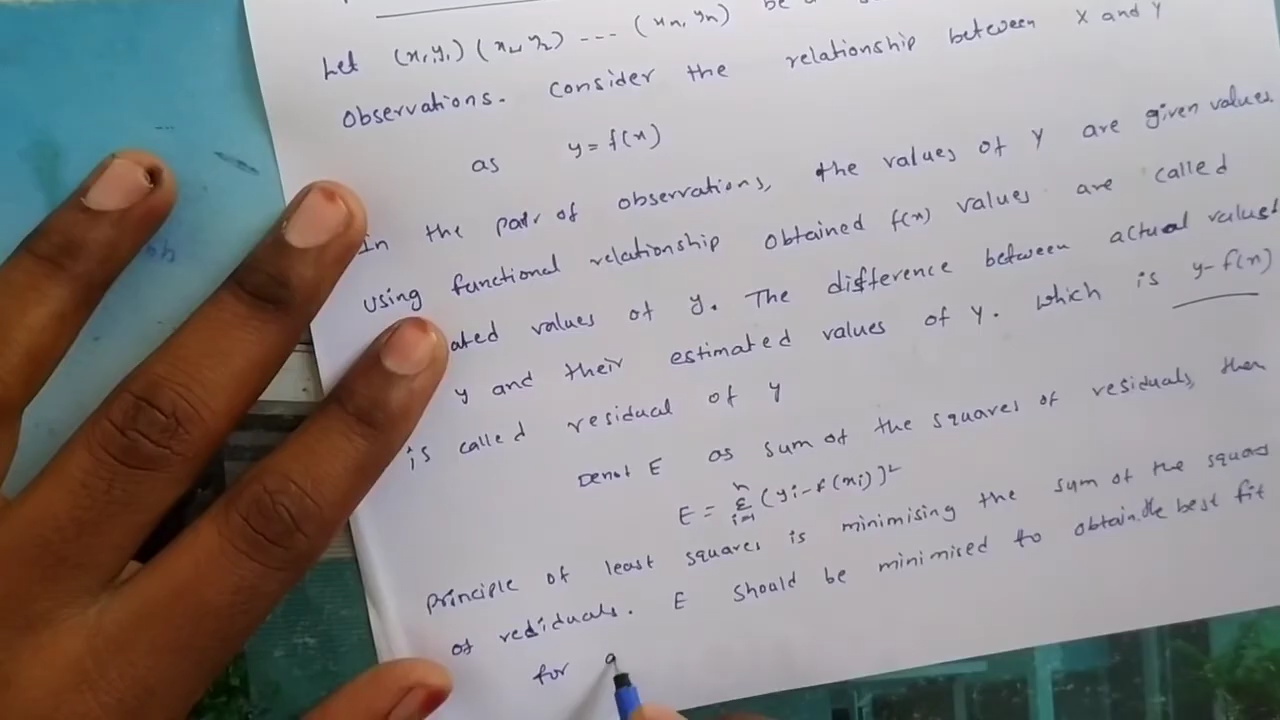 Let (x1,y1) (x2,y2) --- (xn,yn) be a
observations. Consider the relationship between X and Y
as y = f(x)
In the pair of observations, the values of Y are given values.
using functional relationship obtained f(x) values are called
ated values of y. The difference between actual values
y and their estimated values of Y. which is y-f(x)
is called residual of y
Denot E as sum of the squares of residuals, then
E = Σ i=1 n (yi-f(xi))²
principle of least squares is minimising the sum of the squares
of residuals. E should be minimised to obtain the best fit
for a